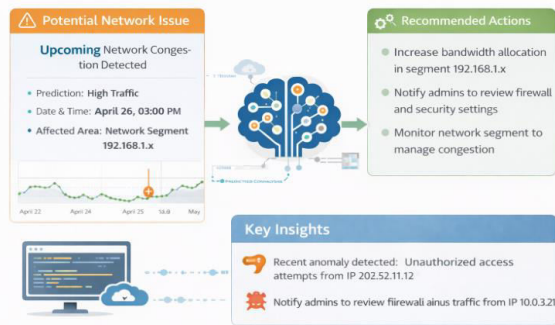 Potential Network Issue
Upcoming Network Conges-
tion Detected
Prediction: High Traffic
Date & Time: April 26, 03:00 PM
Affected Area: Network Segment
192.168.1.x
April 22 April 24 April 25 May
Recommended Actions
Increase bandwidth allocation
in segment 192.168.1.x
Notify admins to review firewall
and security settings
Monitor network segment to
manage congestion
Key Insights
Recent anomaly detected: Unauthorized access
attempts from IP 202.52.11.12
Notify admins to review fiirewali ainus traffic from IP 10.0.3.21